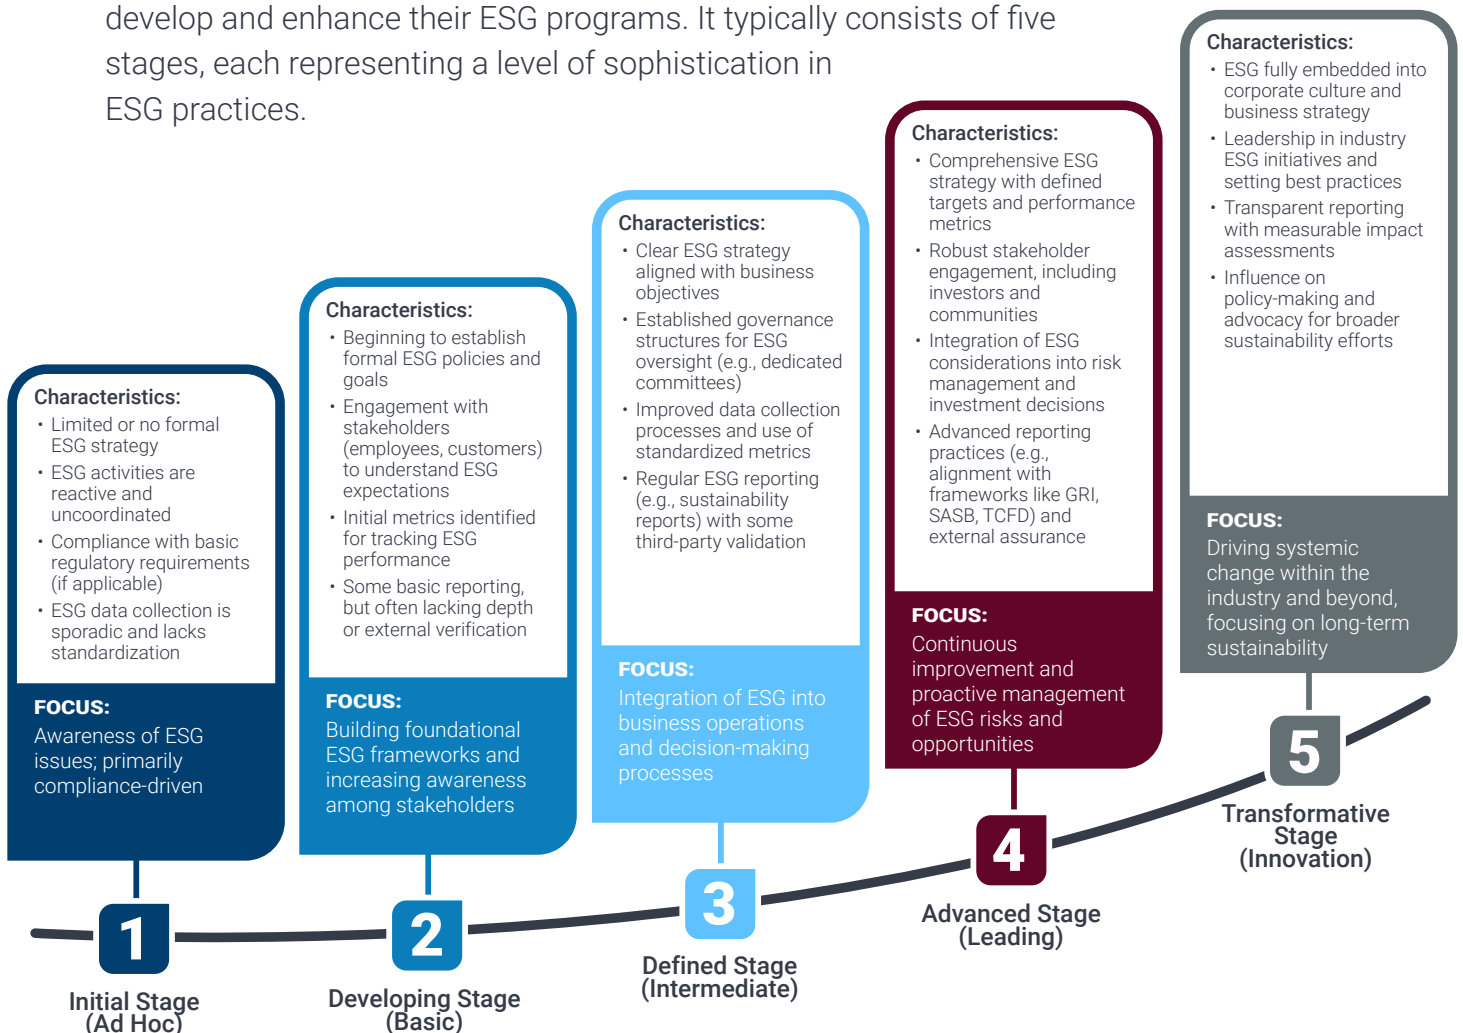 develop and enhance their ESG programs. It typically consists of five
stages, each representing a level of sophistication in
ESG practices.
Characteristics:
• Limited or no formal
ESG strategy
• ESG activities are
reactive and
uncoordinated
• Compliance with basic
regulatory requirements
(if applicable)
• ESG data collection is
sporadic and lacks
standardization
FOCUS:
Awareness of ESG
issues; primarily
compliance-driven
1
Initial Stage
(Ad Hoc)
Characteristics:
• Beginning to establish
formal ESG policies and
goals
• Engagement with
stakeholders
(employees, customers)
to understand ESG
expectations
• Initial metrics identified
for tracking ESG
performance
• Some basic reporting,
but often lacking depth
or external verification
FOCUS:
Building foundational
ESG frameworks and
increasing awareness
among stakeholders
2
Developing Stage
(Basic)
Characteristics:
• Clear ESG strategy
aligned with business
objectives
• Established governance
structures for ESG
oversight (e.g., dedicated
committees)
• Improved data collection
processes and use of
standardized metrics
• Regular ESG reporting
(e.g., sustainability
reports) with some
third-party validation
FOCUS:
Integration of ESG into
business operations
and decision-making
processes
3
Defined Stage
(Intermediate)
Characteristics:
• Comprehensive ESG
strategy with defined
targets and performance
metrics
• Robust stakeholder
engagement, including
investors and
communities
• Integration of ESG
considerations into risk
management and
investment decisions
• Advanced reporting
practices (e.g.,
alignment with
frameworks like GRI,
SASB, TCFD) and
external assurance
FOCUS:
Continuous
improvement and
proactive management
of ESG risks and
opportunities
4
Advanced Stage
(Leading)
Characteristics:
• ESG fully embedded into
corporate culture and
business strategy
• Leadership in industry
ESG initiatives and
setting best practices
• Transparent reporting
with measurable impact
assessments
• Influence on
policy-making and
advocacy for broader
sustainability efforts
FOCUS:
Driving systemic
change within the
industry and beyond,
focusing on long-term
sustainability
5
Transformative
Stage
(Innovation)